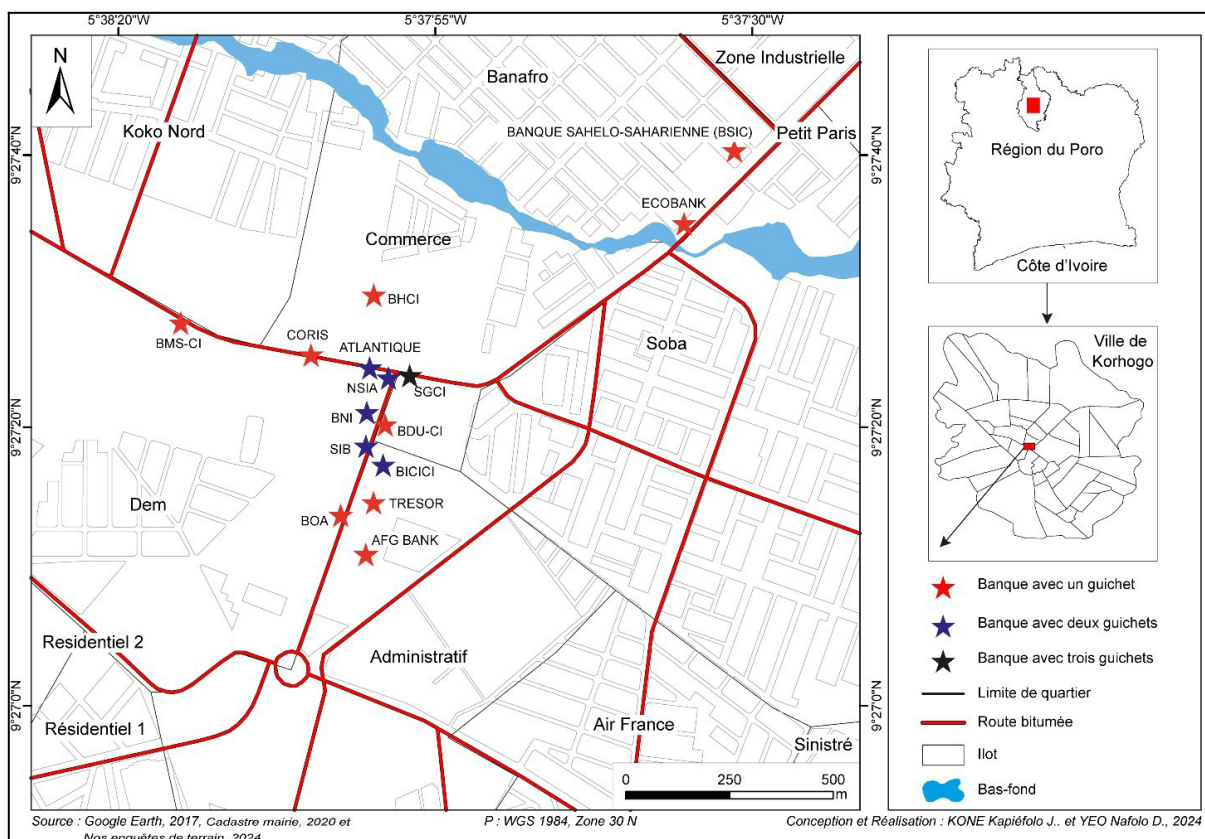 5°38'20"W
5°37'55"W
5°37'30"W
N
Banafro
Zone Industrielle
Koko Nord
BANQUE SAHELO-SAHARIENNE (BSIC)
Petit Paris
9°27'40"N
9°27'40"N
ECOBANK
Commerce
BHCI
BMS-CI
CORIS
ATLANTIQUE
NSIA
SGCI
Soba
BNI
BDU-CI
9°27'20"N
9°27'20"N
SIB
BICICI
Dem
TRESOR
BOA
AFG BANK
Residentiel 2
Administratif
Résidentiel 1
Air France
Sinistré
9°27'0"N
9°27'0"N
0 250 500
m
Région du Poro
Côte d'Ivoire
Ville de
Korhogo
Banque avec un guichet
Banque avec deux guichets
Banque avec trois guichets
Limite de quartier
Route bitumée
Ilot
Bas-fond
Source : Google Earth, 2017, Cadastre mairie, 2020 et
Nos enquêtes de terrain, 2024
P : WGS 1984, Zone 30 N
Conception et Réalisation : KONE Kapiéfolo J.. et YEO Nafolo D., 2024